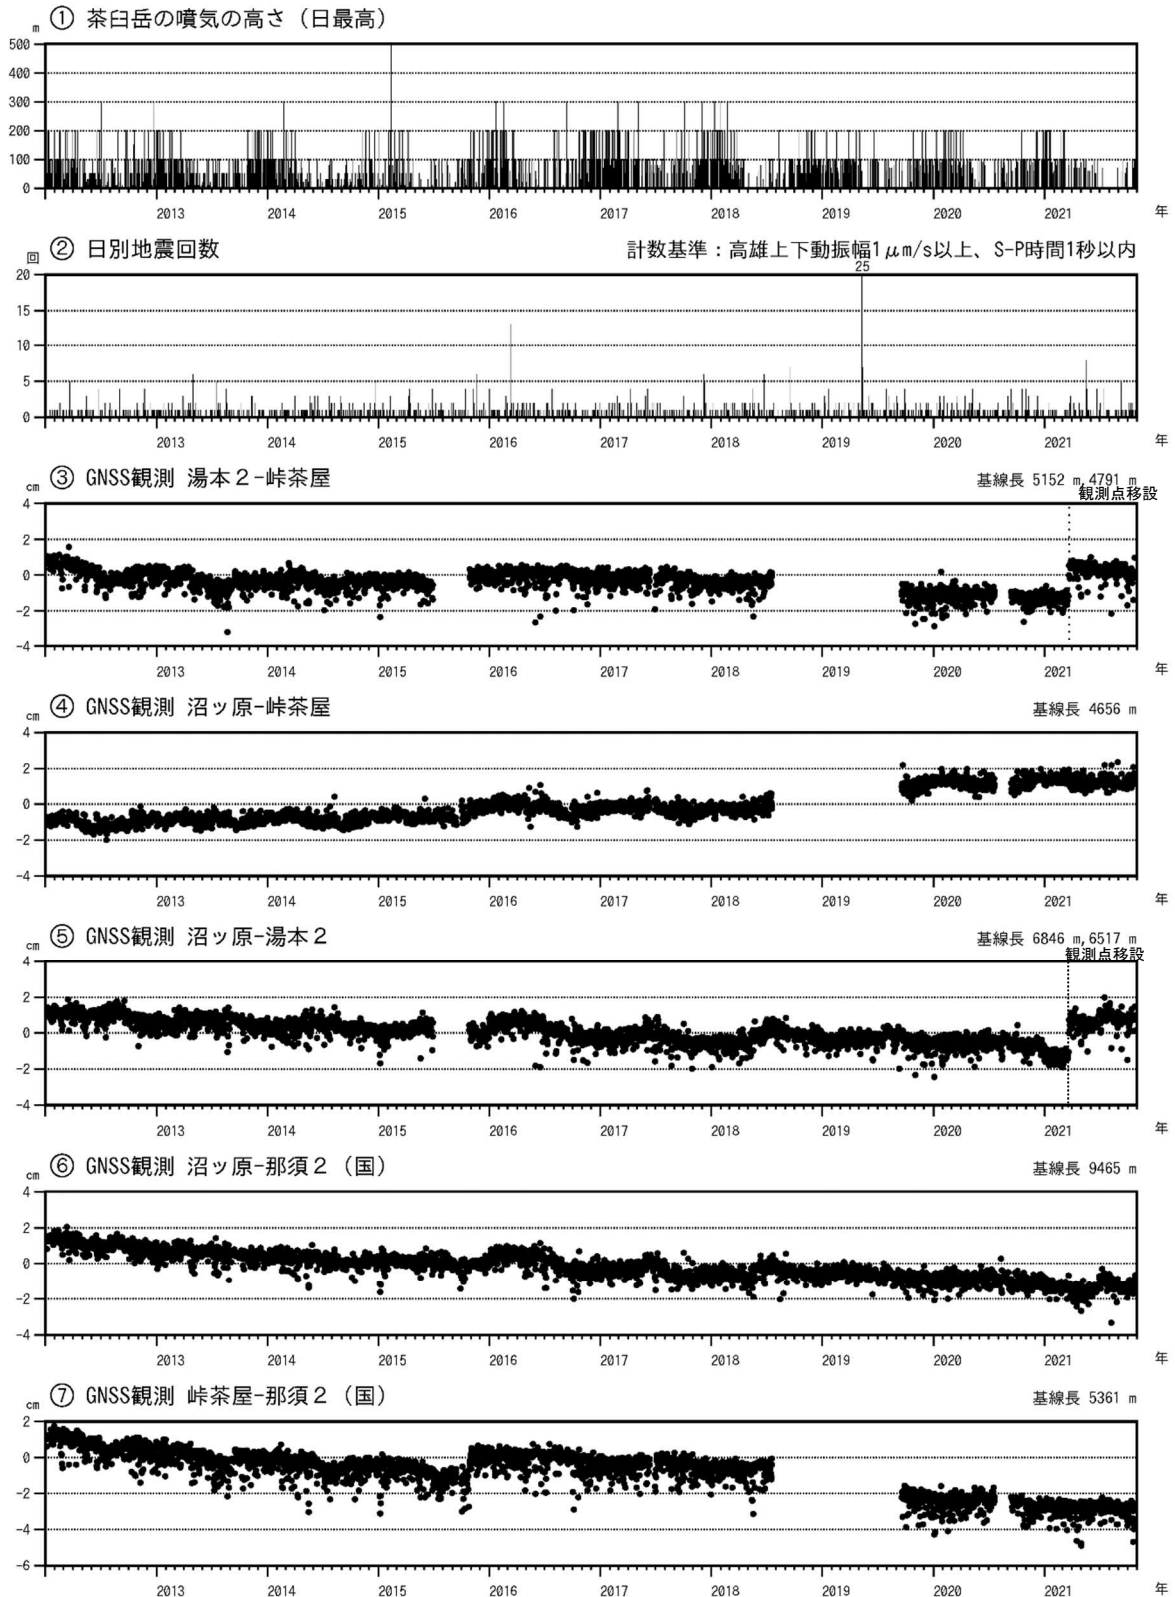 ① 茶臼岳の噴気の高さ（日最高）
m
500
400
300
200
100
0
2013 2014 2015 2016 2017 2018 2019 2020 2021 年
② 日別地震回数 計数基準：高雄上下動振幅1μm/s以上、S-P時間1秒以内
回
25
20
15
10
5
0
2013 2014 2015 2016 2017 2018 2019 2020 2021 年
③ GNSS観測 湯本２-峠茶屋 基線長 5152 m,4791 m
cm
観測点移設
4
2
0
-2
-4
2013 2014 2015 2016 2017 2018 2019 2020 2021 年
④ GNSS観測 沼ッ原-峠茶屋 基線長 4656 m
cm
4
2
0
-2
-4
2013 2014 2015 2016 2017 2018 2019 2020 2021 年
⑤ GNSS観測 沼ッ原-湯本２ 基線長 6846 m,6517 m
cm
観測点移設
4
2
0
-2
-4
2013 2014 2015 2016 2017 2018 2019 2020 2021 年
⑥ GNSS観測 沼ッ原-那須２（国） 基線長 9465 m
cm
4
2
0
-2
-4
2013 2014 2015 2016 2017 2018 2019 2020 2021 年
⑦ GNSS観測 峠茶屋-那須２（国） 基線長 5361 m
cm
2
0
-2
-4
-6
2013 2014 2015 2016 2017 2018 2019 2020 2021 年